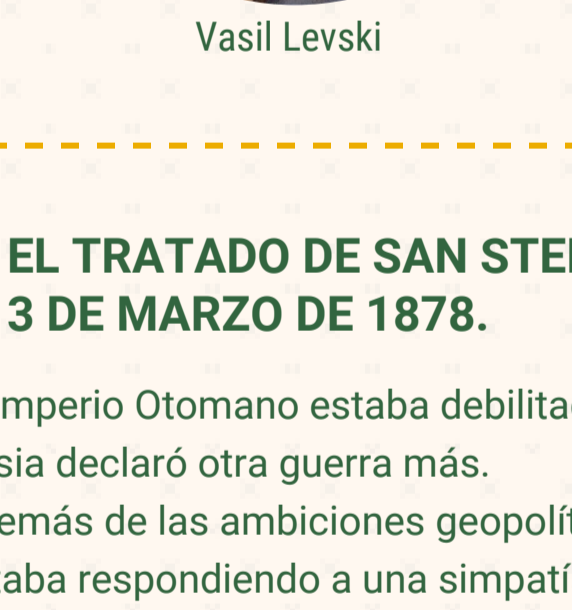 Vasil Levski
EL TRATADO DE SAN STE
3 DE MARZO DE 1878.
mperio Otomano estaba debilita
sia declaró otra guerra más.
emás de las ambiciones geopolít
taba respondiendo a una simpatí